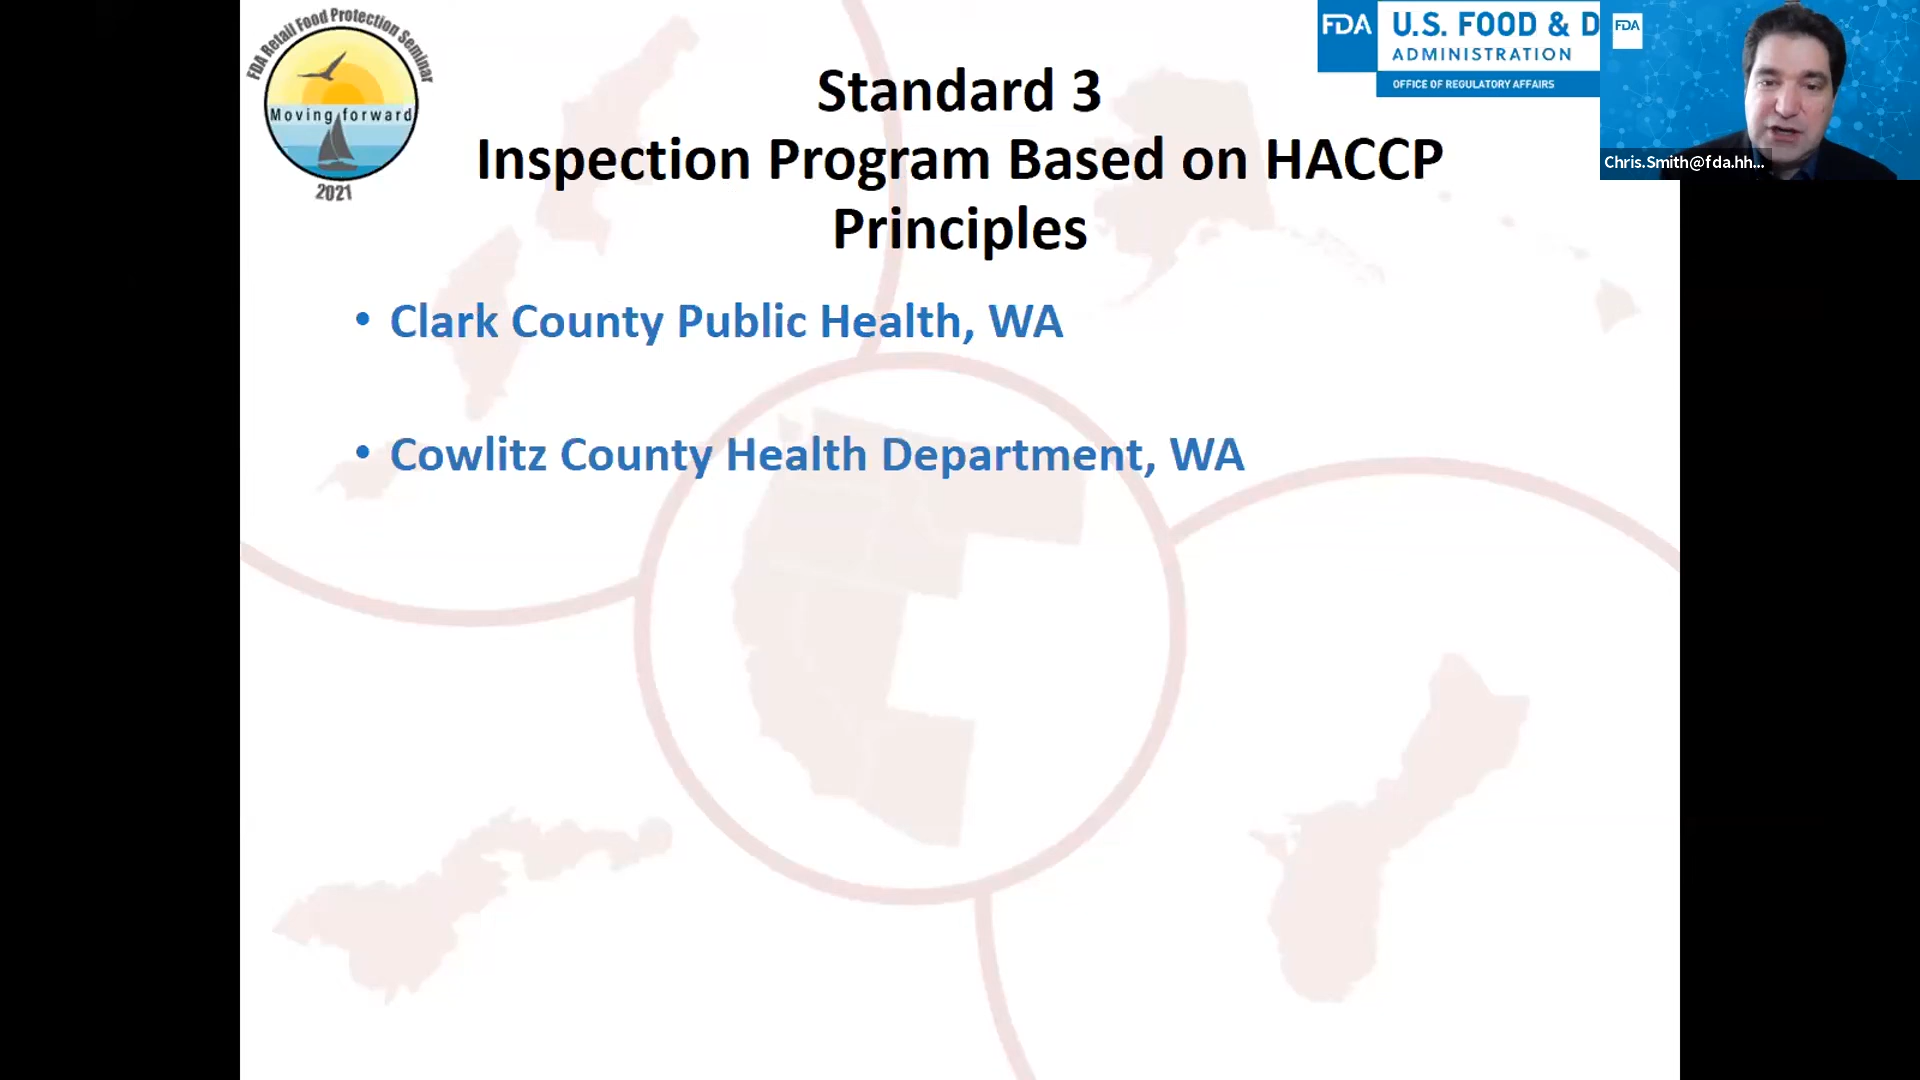 FDA Retail Food Protection Seminar
Moving forward
2021
FDA
U.S. FOOD & D
ADMINISTRATION
OFFICE OF REGULATORY AFFAIRS
FDA
Chris.Smith@fda.hh...
Standard 3
Inspection Program Based on HACCP
Principles
• Clark County Public Health, WA
• Cowlitz County Health Department, WA